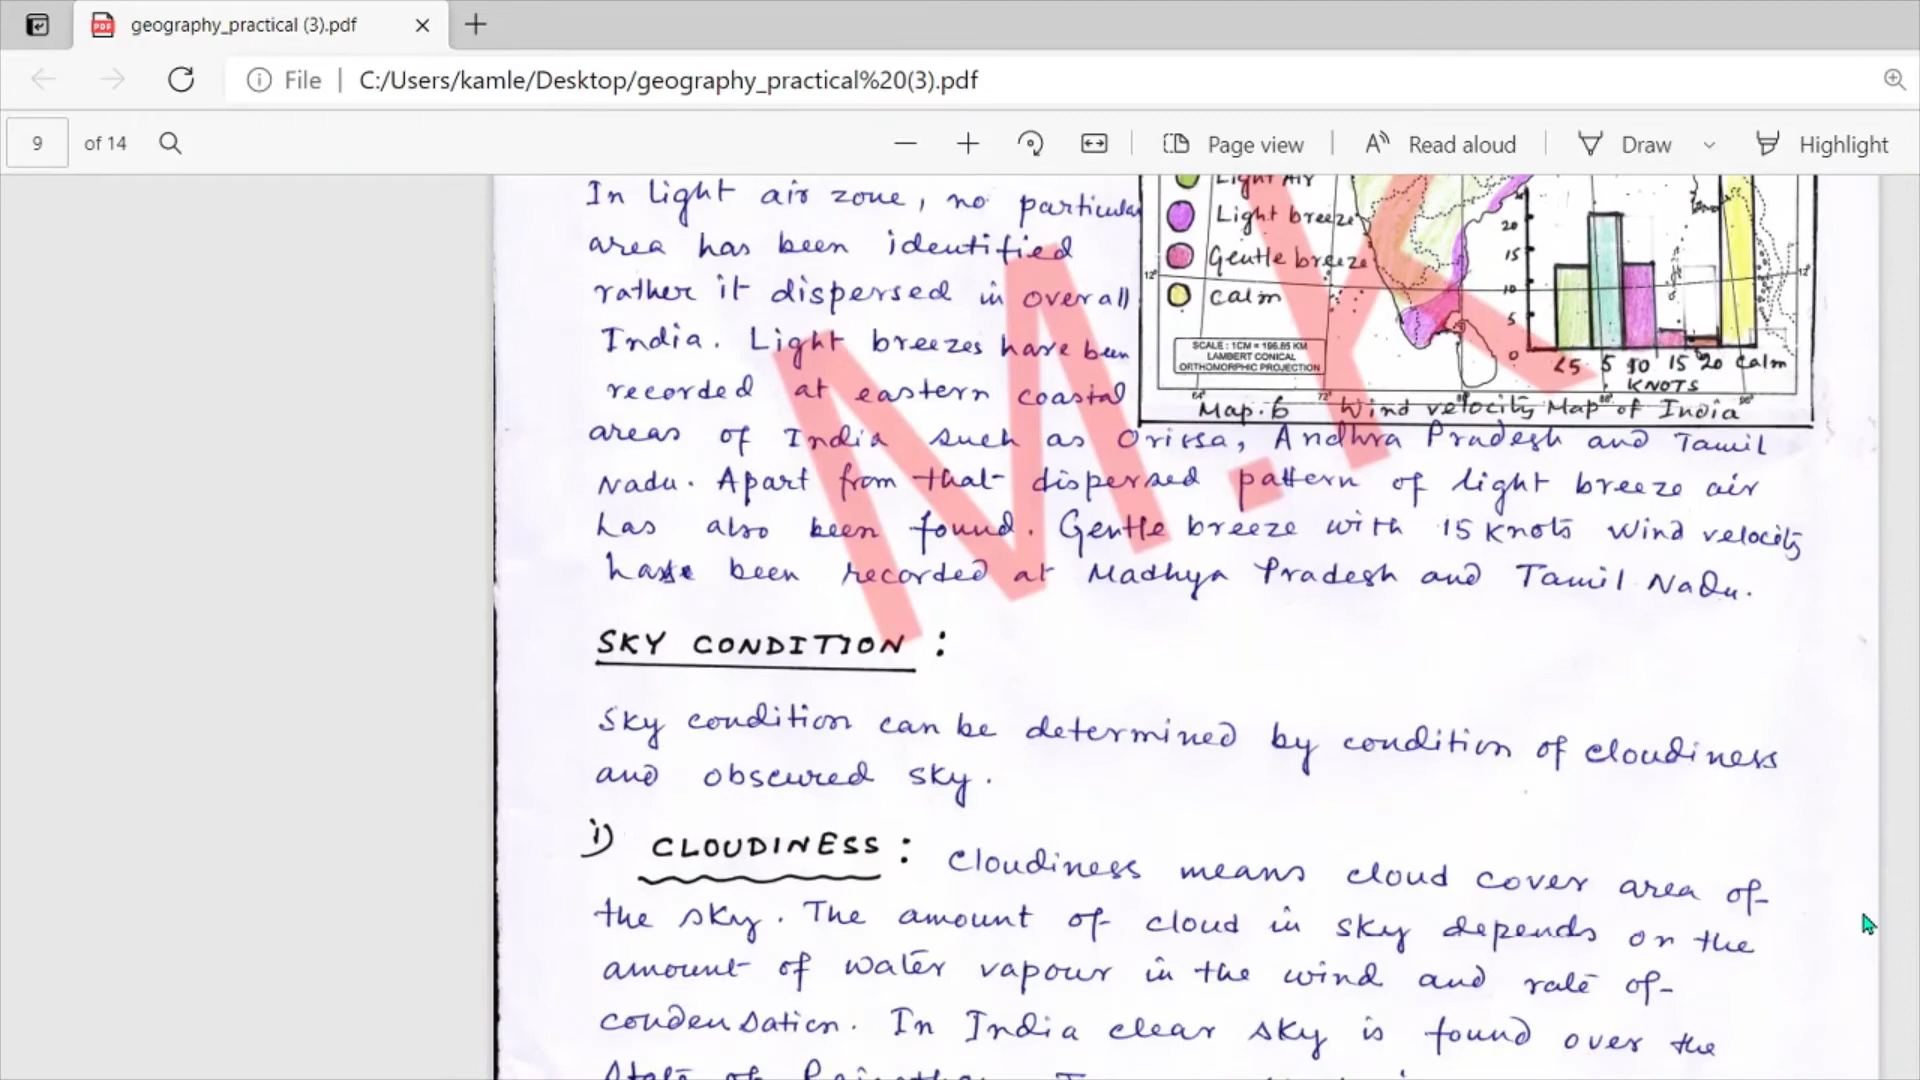 geography_practical (3).pdf
File | C:/Users/kamle/Desktop/geography_practical%20(3).pdf
9 of 14
Page view
Read aloud
Draw
Highlight
In light air zone, no particular
area has been identified
rather it dispersed in overall
India. Light breezes have been
recorded at eastern coastal
areas of India such as Orissa, Andhra Pradesh and Tamil
Nadu. Apart from that dispersed pattern of light breeze air
has also been found. Gentle breeze with 15 Knots Wind velocity
have been recorded at Madhya Pradesh and Tamil Nadu.
Light Air
Light breeze
Gentle breeze
Calm
SCALE : 1CM = 196.85 KM
LAMBERT CONICAL
ORTHOMORPHIC PROJECTION
20
15
10
5
0
<5 5 10 15 20 Calm
KNOTS
12°
12°
Map. 6 Wind velocity Map of India
M.K
SKY CONDITION :
Sky condition can be determined by condition of cloudiness
and obscured sky.
i) CLOUDINESS : Cloudiness means cloud cover area of
the sky. The amount of cloud in sky depends on the
amount of water vapour in the wind and rate of
condensation. In India clear sky is found over the